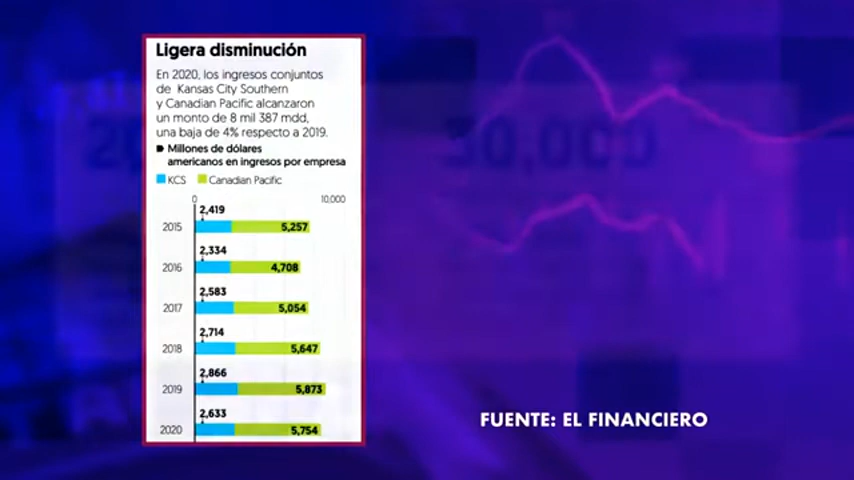 Ligera disminución
En 2020, los ingresos conjuntos
de Kansas City Southern
y Canadian Pacific alcanzaron
un monto de 8 mil 387 mdd,
una baja de 4% respecto a 2019.
Millones de dólares
americanos en ingresos por empresa
KCS Canadian Pacific
0 10,000
2,419
2015 5,257
2,334
2016 4,708
2,583
2017 5,054
2,714
2018 5,647
2,866
2019 5,873
2,633
2020 5,754
30,000
FUENTE: EL FINANCIERO